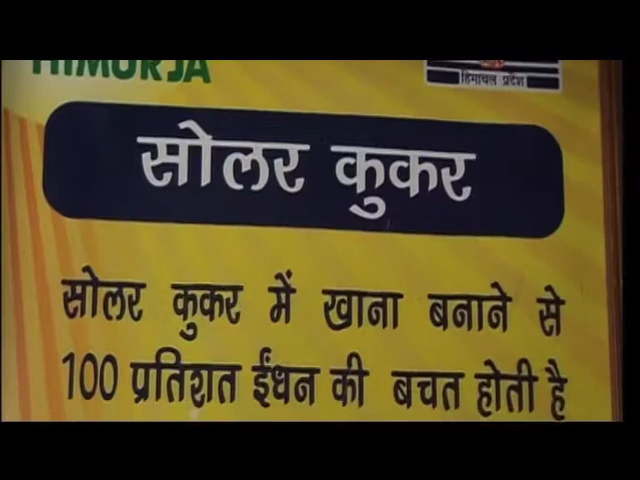 HIMURJA
हिमाचल प्रदेश
सोलर कुकर
सोलर कुकर में खाना बनाने से
100 प्रतिशत ईंधन की बचत होती है